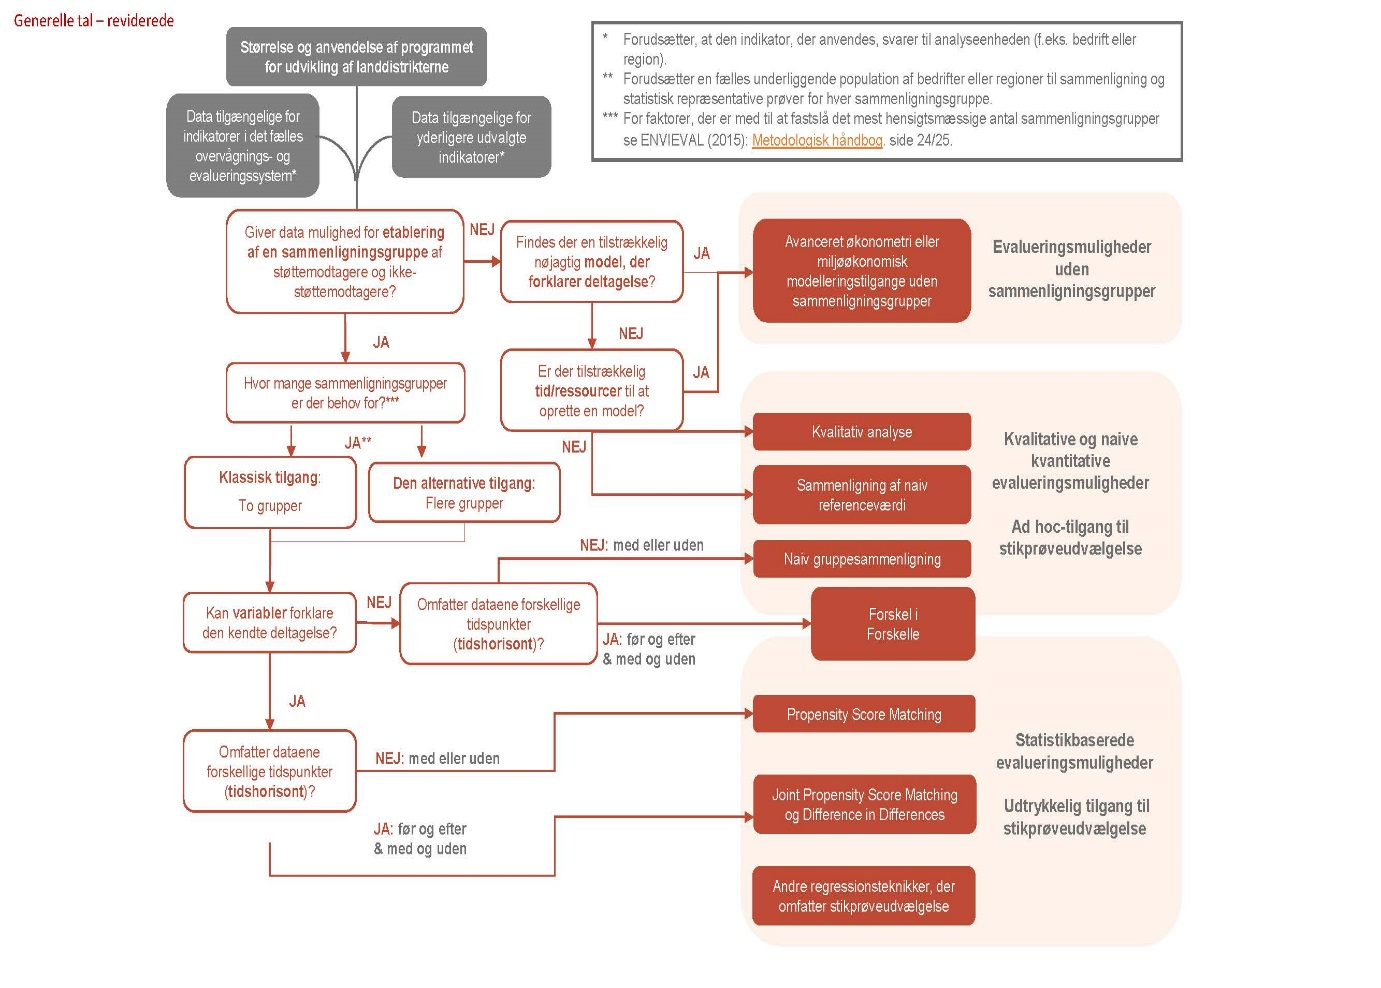 Generelle tal – reviderede
Størrelse og anvendelse af programmet
for udvikling af landdistrikterne
* Forudsætter, at den indikator, der anvendes, svarer til analyseenheden (f.eks. bedrift eller
region).
** Forudsætter en fælles underliggende population af bedrifter eller regioner til sammenligning og
statistisk repræsentative prøver for hver sammenligningsgruppe.
*** For faktorer, der er med til at fastslå det mest hensigtsmæssige antal sammenligningsgrupper
se ENVIEVAL (2015): Metodologisk håndbog. side 24/25.
Data tilgængelige for
indikatorer i det fælles
overvågnings- og
evalueringssystem*
Data tilgængelige for
yderligere udvalgte
indikatorer*
Giver data mulighed for etablering
af en sammenligningsgruppe af
støttemodtagere og ikke-
støttemodtagere?
NEJ
Findes der en tilstrækkelig
nøjagtig model, der
forklarer deltagelse?
JA
Avanceret økonometri eller
miljøøkonomisk
modelleringstilgange uden
sammenligningsgrupper
Evalueringsmuligheder
uden
sammenligningsgrupper
JA
NEJ
Hvor mange sammenligningsgrupper
er der behov for?***
Er der tilstrækkelig
tid/ressourcer til at
oprette en model?
JA
JA**
NEJ
Kvalitativ analyse
Sammenligning af naiv
referenceværdi
Naiv gruppesammenligning
Kvalitative og naive
kvantitative
evalueringsmuligheder
Ad hoc-tilgang til
stikprøveudvælgelse
Klassisk tilgang:
To grupper
Den alternative tilgang:
Flere grupper
NEJ: med eller uden
Kan variabler forklare
den kendte deltagelse?
NEJ
Omfatter dataene forskellige
tidspunkter
(tidshorisont)?
JA: før og efter
& med og uden
Forskel i
Forskelle
JA
Omfatter dataene
forskellige tidspunkter
(tidshorisont)?
NEJ: med eller uden
Propensity Score Matching
JA: før og efter
& med og uden
Joint Propensity Score Matching
og Difference in Differences
Andre regressionsteknikker, der
omfatter stikprøveudvælgelse
Statistikbaserede
evalueringsmuligheder
Udtrykkelig tilgang til
stikprøveudvælgelse